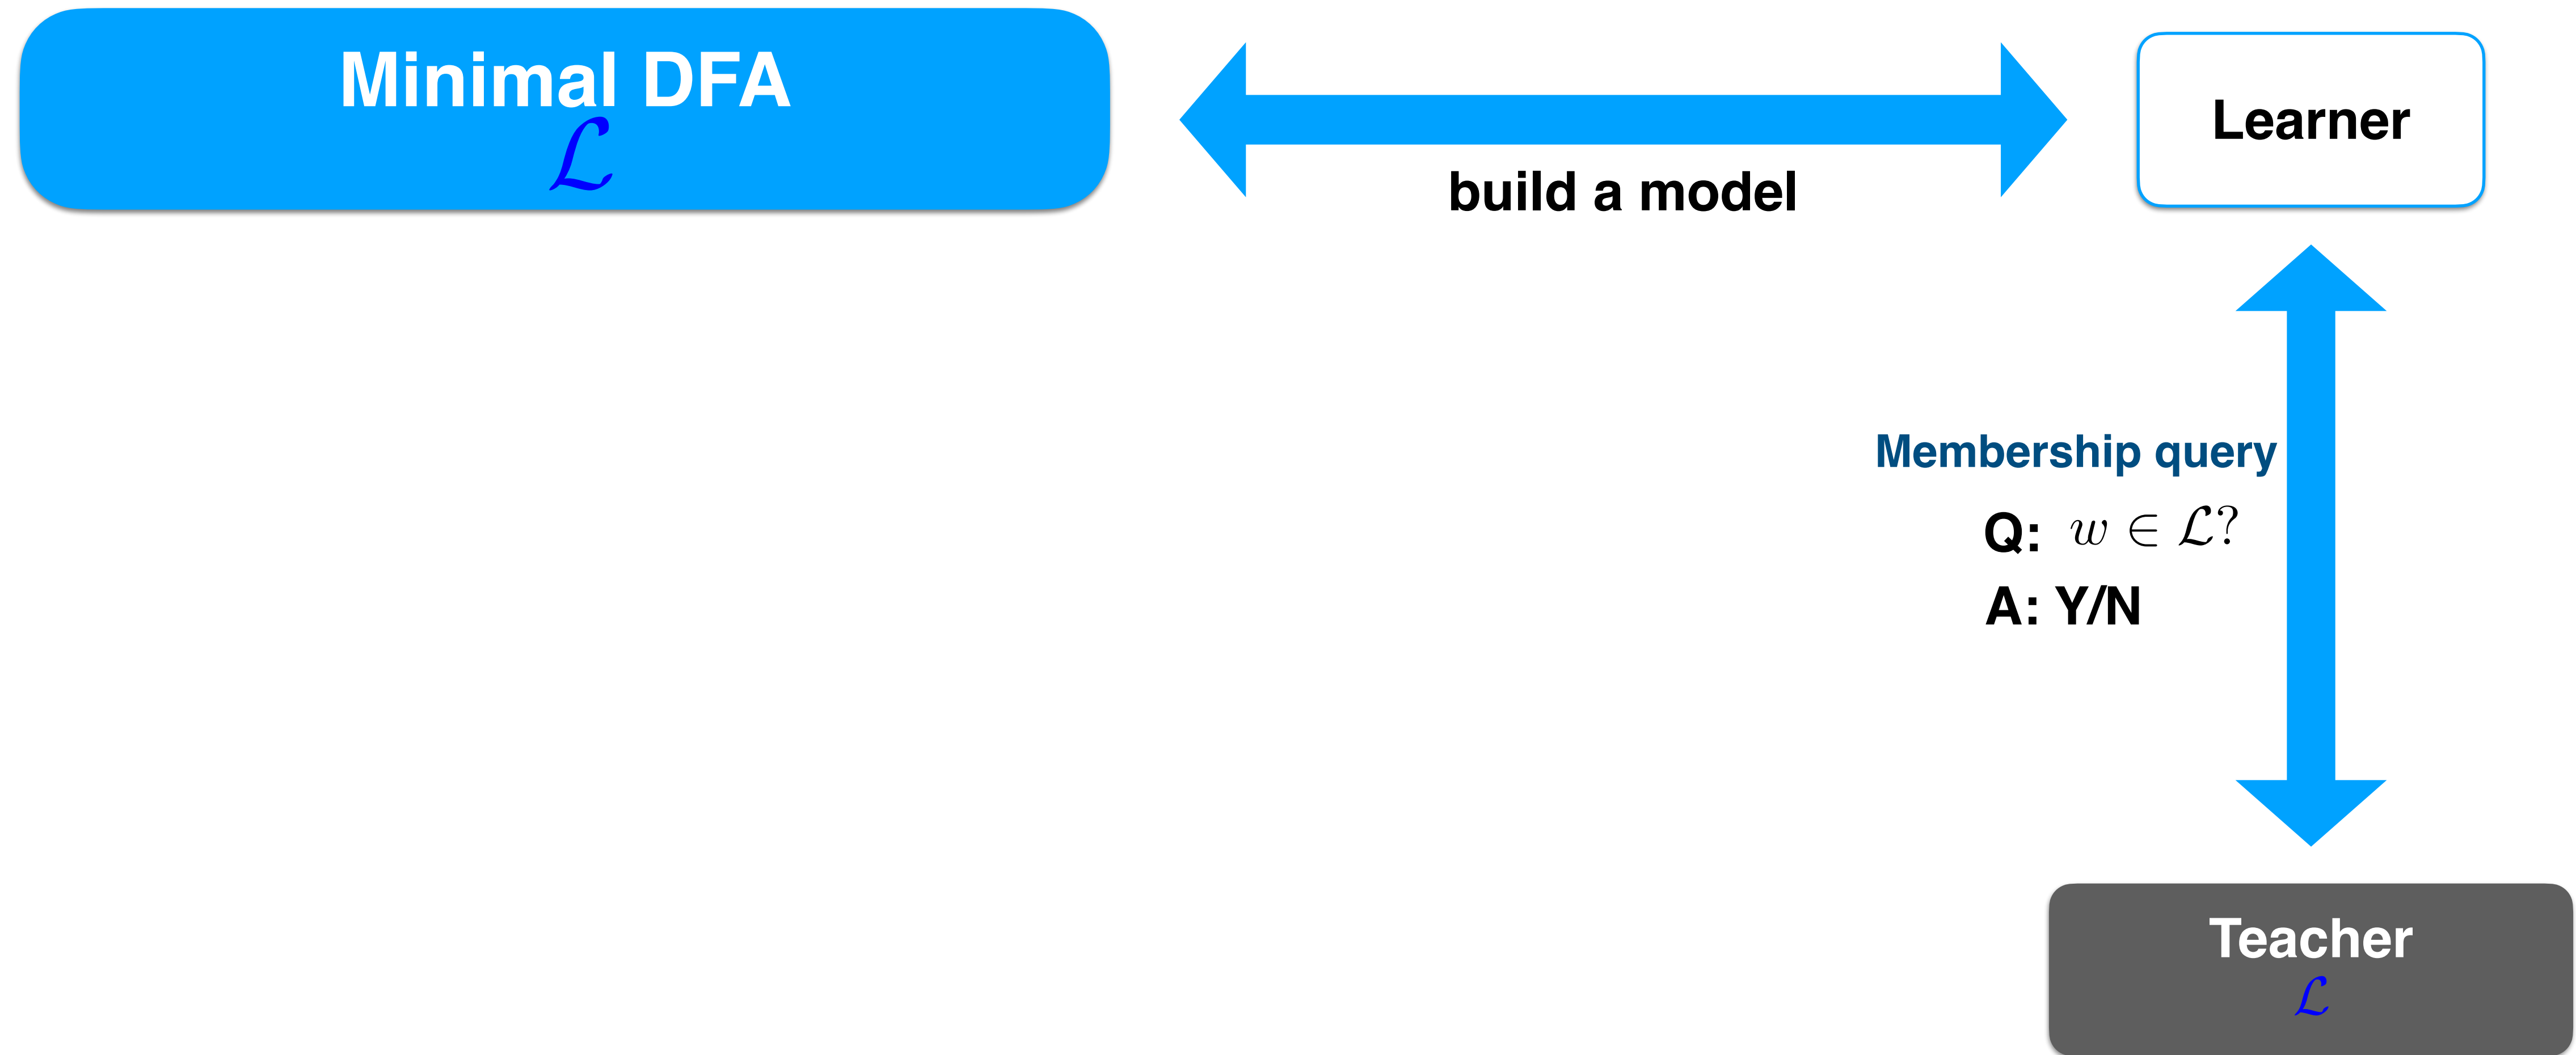 Minimal DFA
ℒ
build a model
Learner
Membership query
Q: w ∈ ℒ?
A: Y/N
Teacher
ℒ